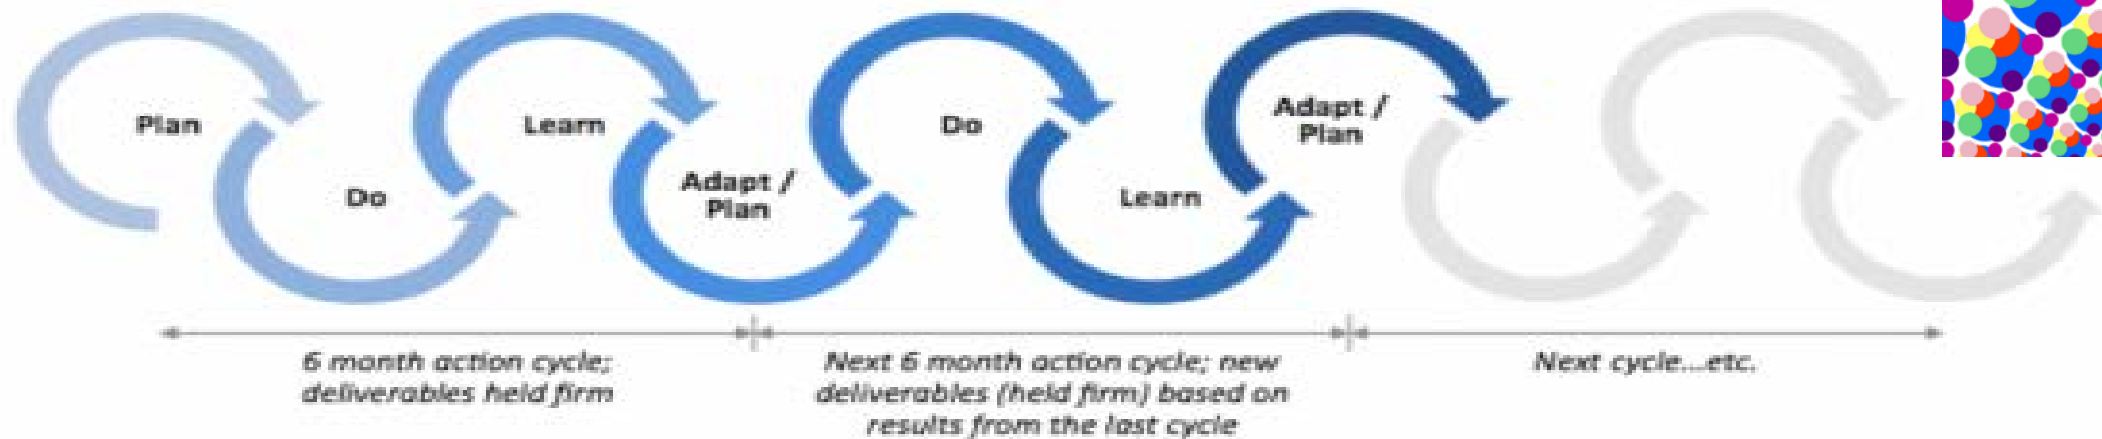 Plan
Do
Learn
Adapt /
Plan
Do
Learn
Adapt /
Plan
6 month action cycle;
deliverables held firm
Next 6 month action cycle; new
deliverables (held firm) based on
results from the last cycle
Next cycle...etc.